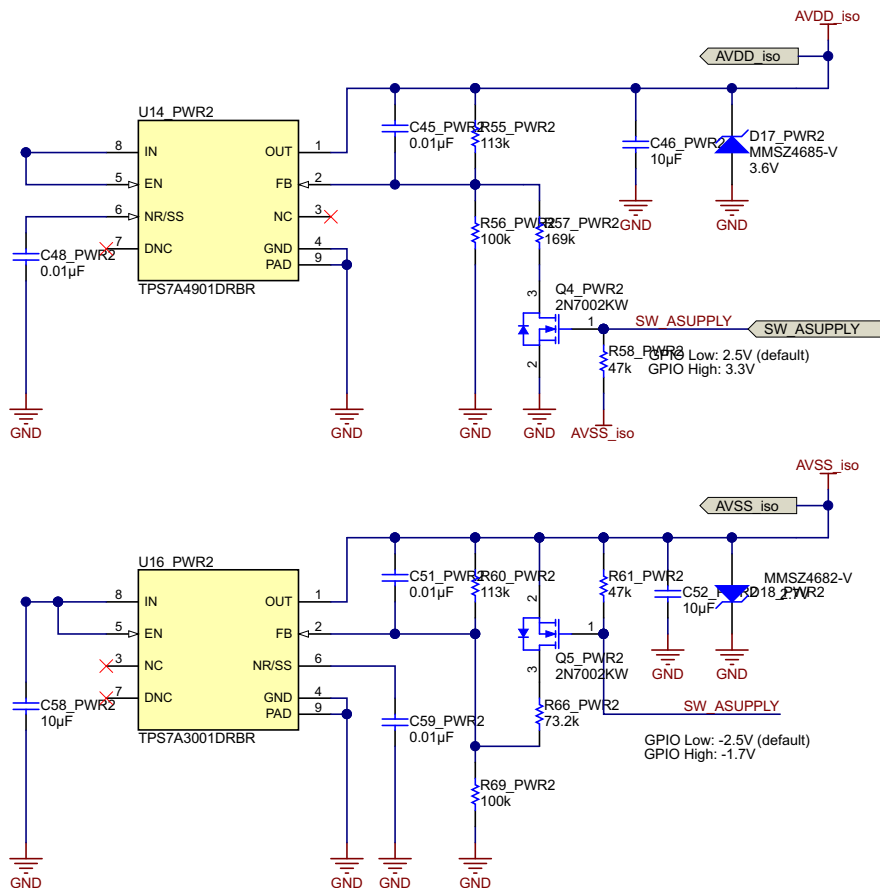 AVDD_iso
AVDD_iso
U14_PWR2
8 IN OUT 1
5 EN FB 2
6 NR/SS NC 3
7 DNC GND 4
PAD 9
TPS7A4901DRBR
C48_PWR2
0.01µF
C45_PWR2
0.01µF
R55_PWR2
113k
C46_PWR2
10µF
D17_PWR2
MMSZ4685-V
3.6V
GND
GND
R56_PWR2
100k
R57_PWR2
169k
Q4_PWR2
2N7002KW
3
1
2
SW_ASUPPLY
SW_ASUPPLY
R58_PWR2
47k
GPIO Low: 2.5V (default)
GPIO High: 3.3V
GND
GND
GND
GND
AVSS_iso
AVSS_iso
AVSS_iso
U16_PWR2
8 IN OUT 1
5 EN FB 2
3 NC NR/SS 6
7 DNC GND 4
PAD 9
TPS7A3001DRBR
C58_PWR2
10µF
C51_PWR2
0.01µF
R60_PWR2
113k
R61_PWR2
47k
C52_PWR2
10µF
MMSZ4682-V
D18_PWR2
2.7V
GND
GND
2
1
3
Q5_PWR2
2N7002KW
R66_PWR2
73.2k
SW_ASUPPLY
GPIO Low: -2.5V (default)
GPIO High: -1.7V
C59_PWR2
0.01µF
R69_PWR2
100k
GND
GND
GND
GND